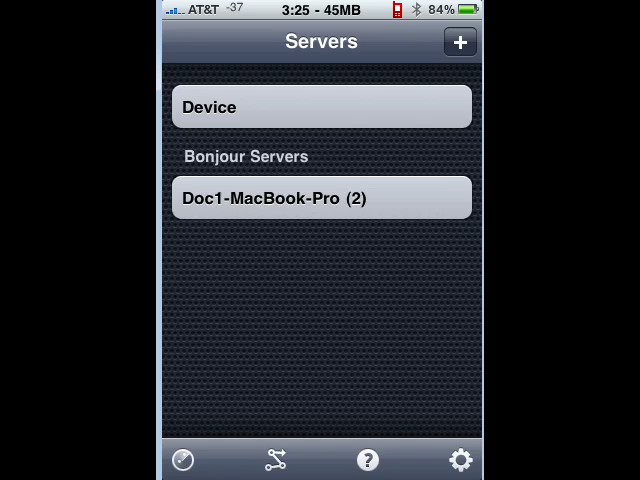 AT&T -37 3:25 - 45MB 84%
Servers +
Device
Bonjour Servers
Doc1-MacBook-Pro (2)
?